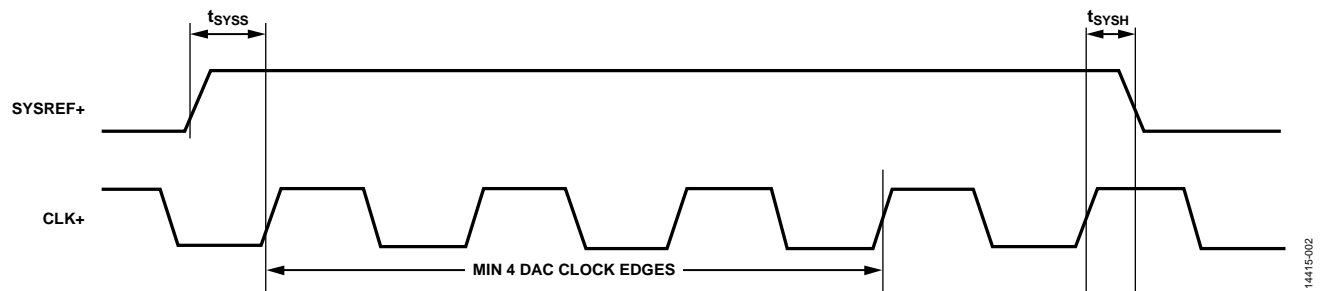 tSYSS
tSYSH
SYSREF+
CLK+
MIN 4 DAC CLOCK EDGES
14415-002